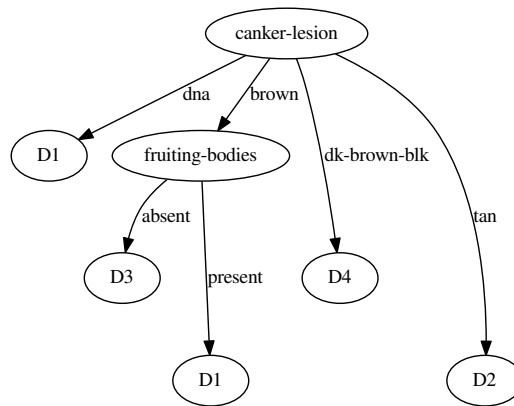 canker-lesion
dna
brown
dk-brown-blk
tan
D1
fruiting-bodies
absent
present
D3
D4
D1
D2